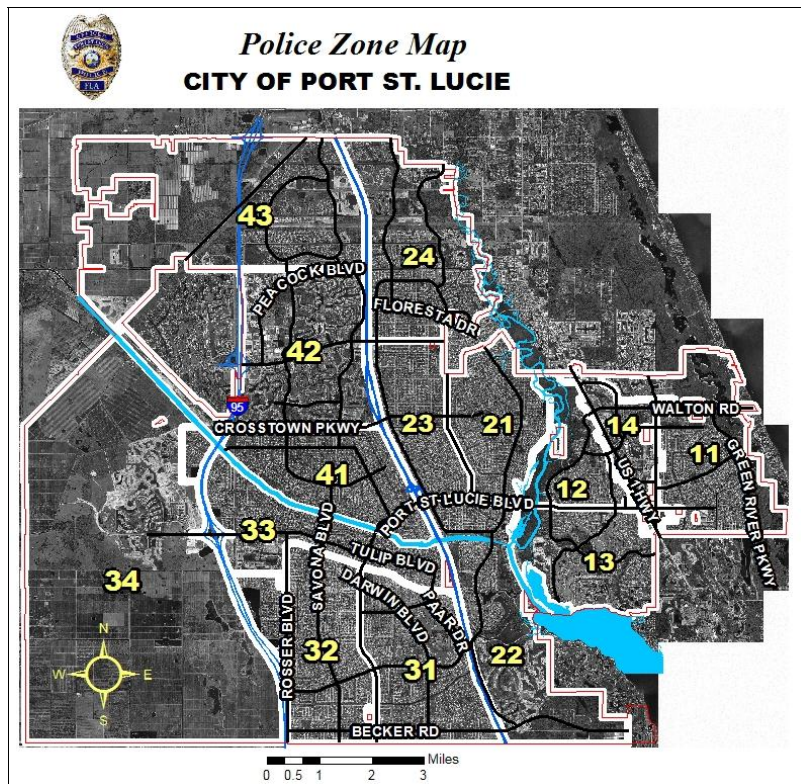 Police Zone Map
CITY OF PORT ST. LUCIE
POLICE
FLA
43
24
PEACOCK BLVD
FLORESTA DR
42
95
CROSSTOWN PKWY
23
21
14
WALTON RD
11
41
12
US 1 HWY
GREEN RIVER PKWY
PORT ST LUCIE BLVD
33
SAVONA BLVD
TULIP BLVD
13
34
DARWIN BLVD
PAAR DR
N
W
E
S
ROSSER BLVD
32
31
22
BECKER RD
Miles
0 0.5 1 2 3